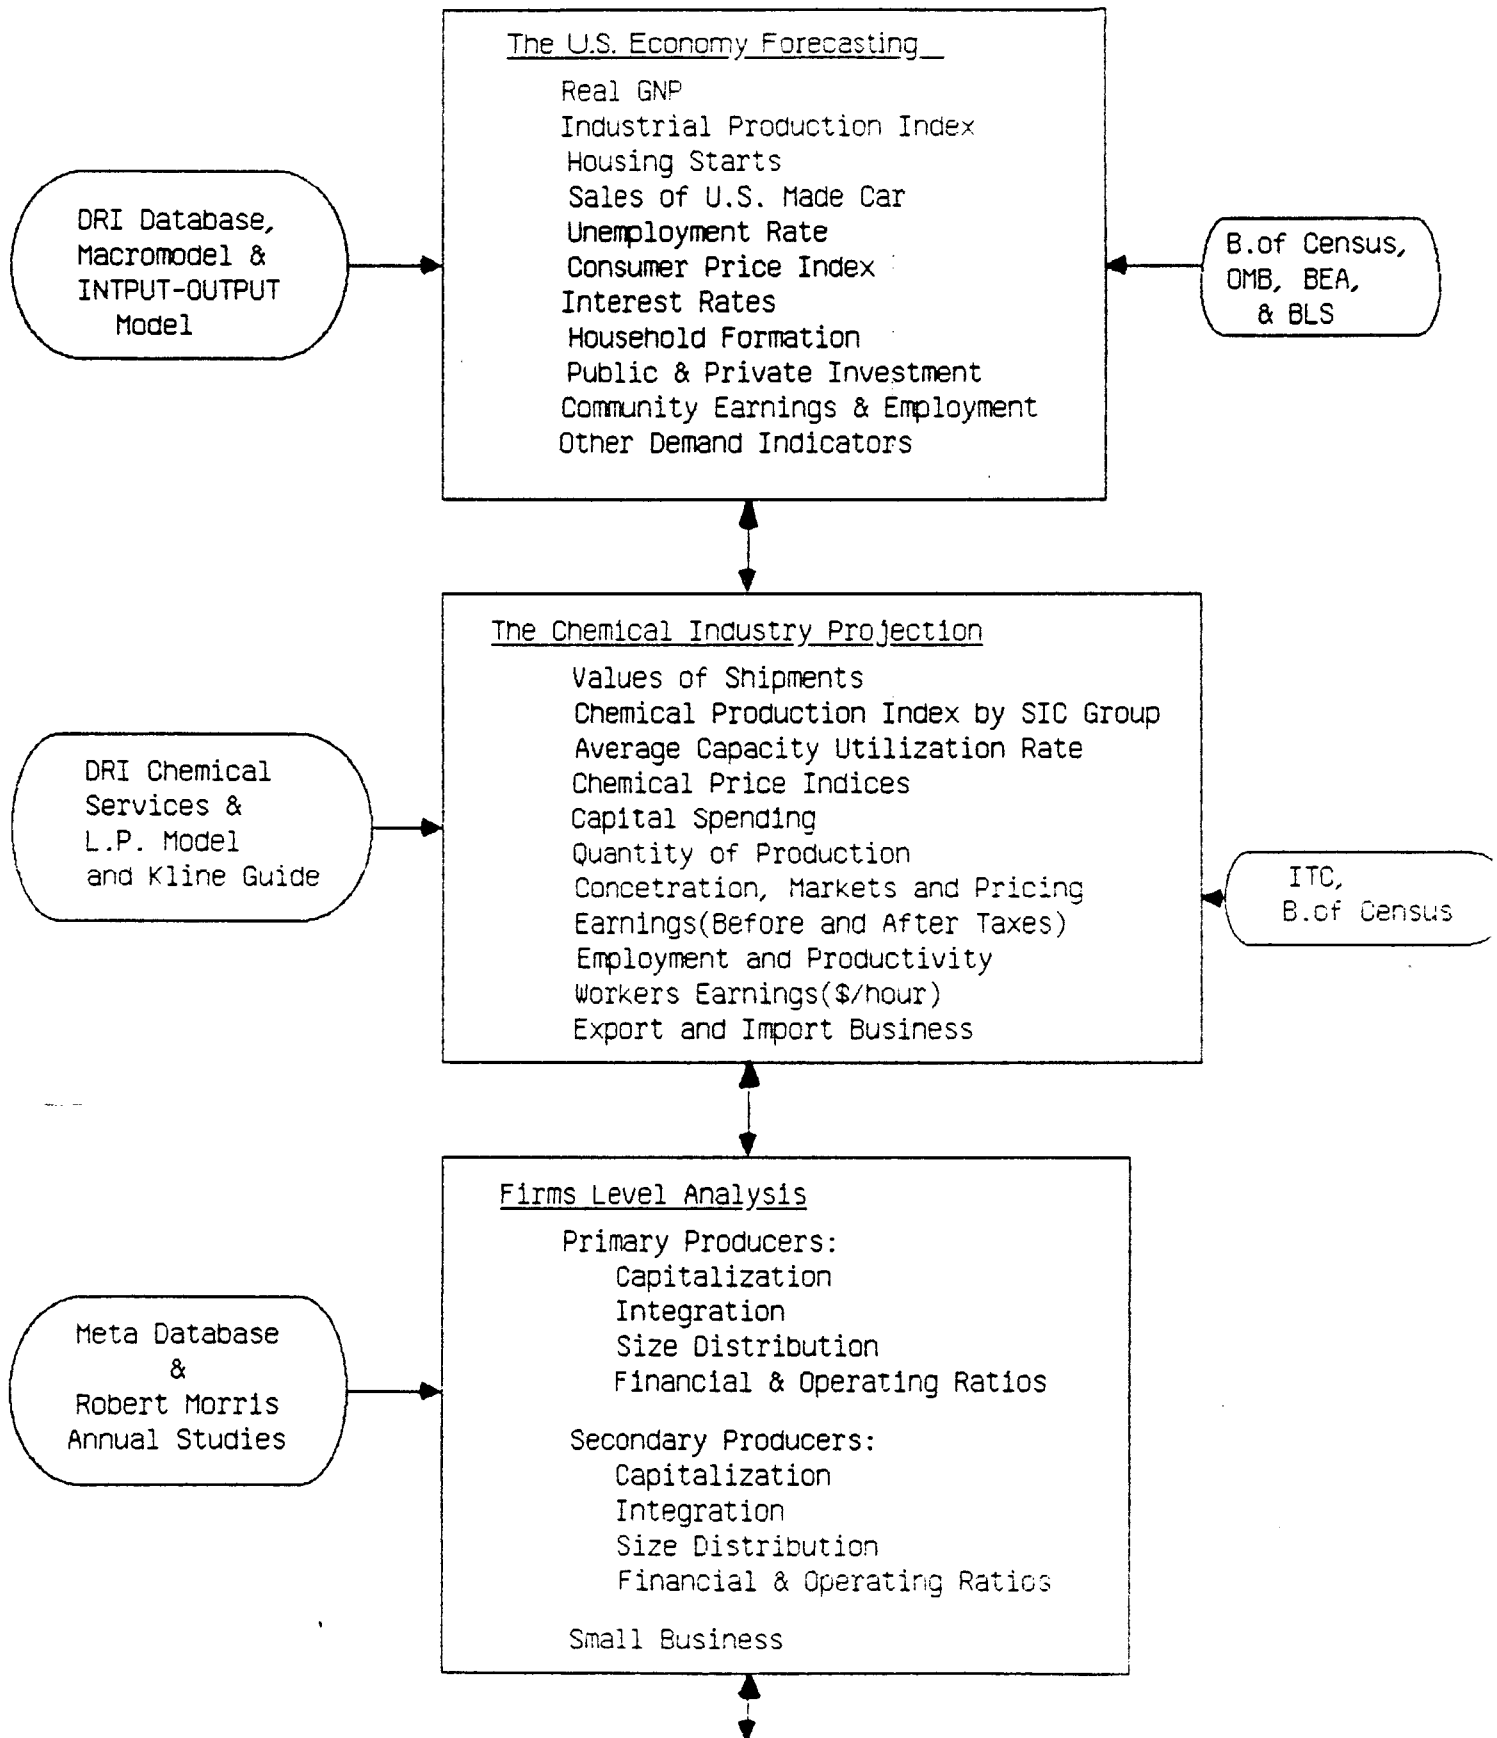 The U.S. Economy Forecasting
Real GNP
Industrial Production Index
Housing Starts
Sales of U.S. Made Car
Unemployment Rate
Consumer Price Index
Interest Rates
Household Formation
Public & Private Investment
Community Earnings & Employment
Other Demand Indicators
DRI Database,
Macromodel &
INTPUT-OUTPUT
Model
B.of Census,
OMB, BEA,
& BLS
The Chemical Industry Projection
Values of Shipments
Chemical Production Index by SIC Group
Average Capacity Utilization Rate
Chemical Price Indices
Capital Spending
Quantity of Production
Concetration, Markets and Pricing
Earnings(Before and After Taxes)
Employment and Productivity
Workers Earnings($/hour)
Export and Import Business
DRI Chemical
Services &
L.P. Model
and Kline Guide
ITC,
B.of Census
Firms Level Analysis
Primary Producers:
Capitalization
Integration
Size Distribution
Financial & Operating Ratios
Secondary Producers:
Capitalization
Integration
Size Distribution
Financial & Operating Ratios
Small Business
Meta Database
&
Robert Morris
Annual Studies